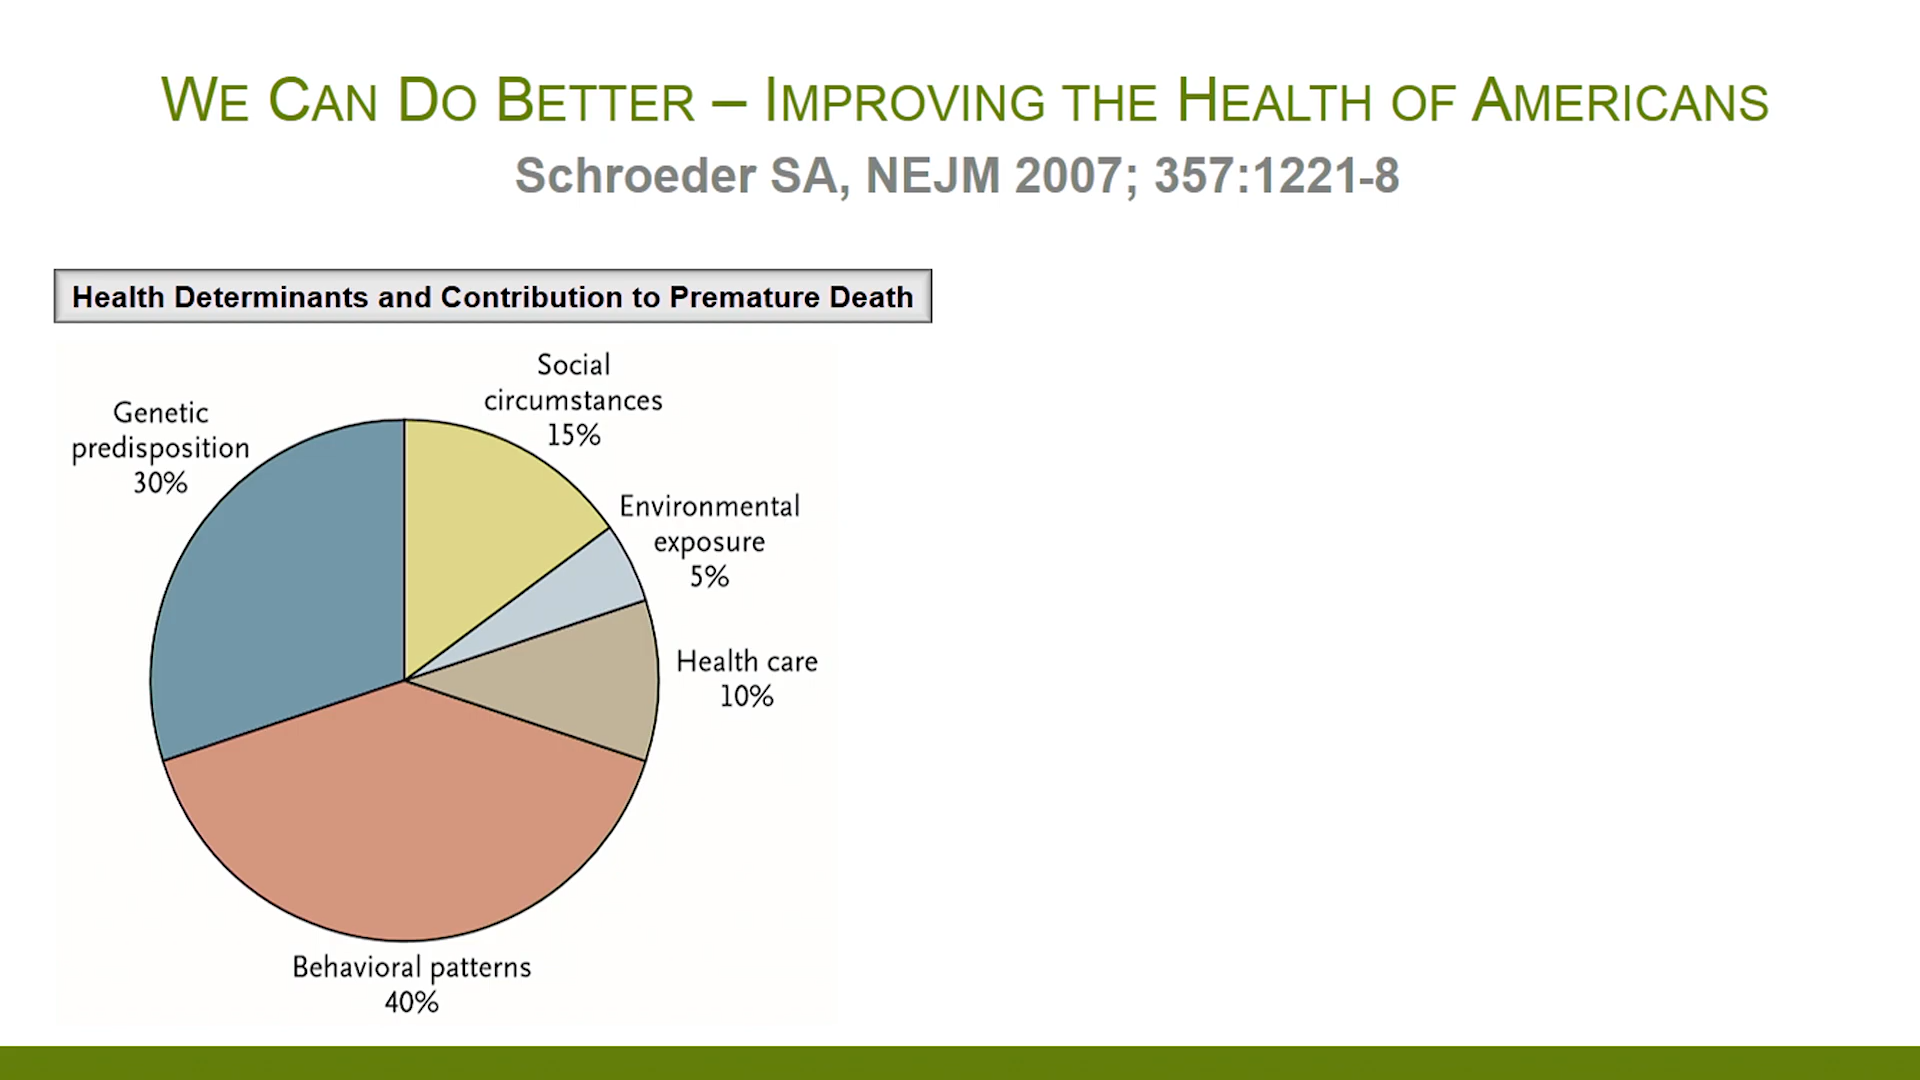 WE CAN DO BETTER – IMPROVING THE HEALTH OF AMERICANS
Schroeder SA, NEJM 2007; 357:1221-8
Health Determinants and Contribution to Premature Death
Social
circumstances
15%
Genetic
predisposition
30%
Environmental
exposure
5%
Health care
10%
Behavioral patterns
40%